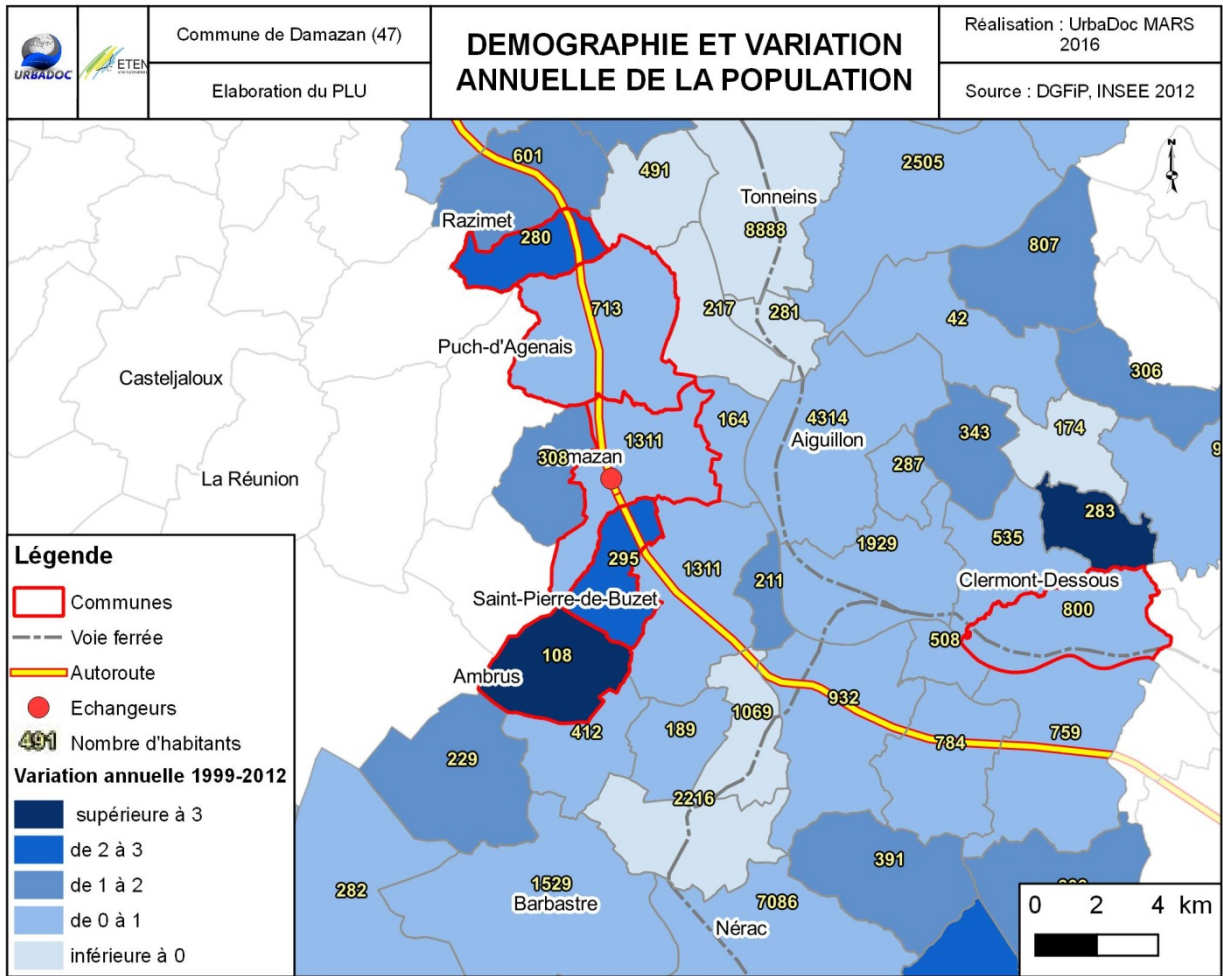 URBADOC
ETEN
Commune de Damazan (47)
Elaboration du PLU
DEMOGRAPHIE ET VARIATION
ANNUELLE DE LA POPULATION
Réalisation : UrbaDoc MARS
2016
Source : DGFiP, INSEE 2012
N
601
491
2505
Tonneins
Razimet
8888
280
807
713
217
281
42
Puch-d'Agenais
306
Casteljaloux
164
4314
174
1311
343
Aiguillon
308
mazan
287
La Réunion
283
535
1929
295
1311
211
Clermont-Dessous
Saint-Pierre-de-Buzet
800
508
108
Ambrus
932
1069
412
189
784
759
229
2216
391
282
1529
Barbastre
7086
Nérac
Légende
Communes
Voie ferrée
Autoroute
Echangeurs
491 Nombre d'habitants
Variation annuelle 1999-2012
supérieure à 3
de 2 à 3
de 1 à 2
de 0 à 1
inférieure à 0
0 2 4 km